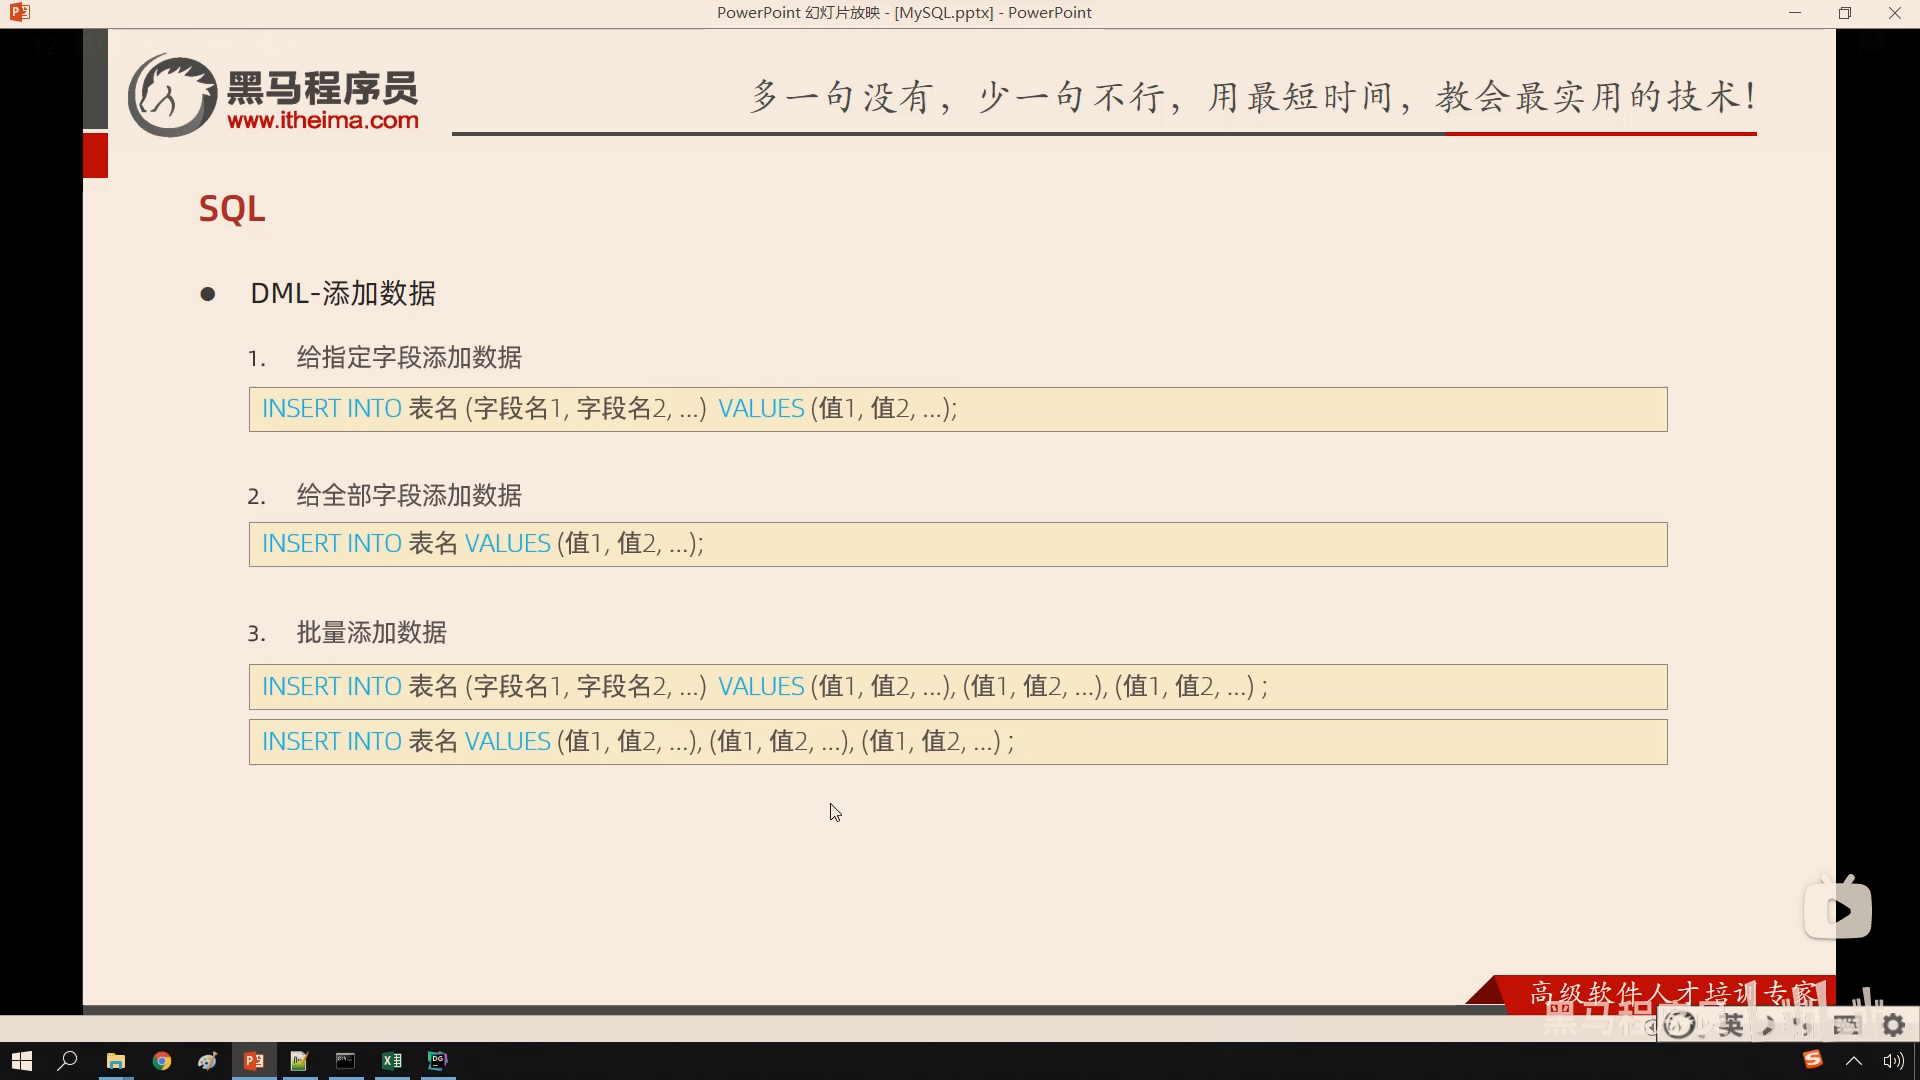 PowerPoint 幻灯片放映 - [MySQL.pptx] - PowerPoint
黑马程序员
www.itheima.com
多一句没有，少一句不行，用最短时间，教会最实用的技术！
SQL
● DML-添加数据
1. 给指定字段添加数据
INSERT INTO 表名 (字段名1, 字段名2, ...) VALUES (值1, 值2, ...);
2. 给全部字段添加数据
INSERT INTO 表名 VALUES (值1, 值2, ...);
3. 批量添加数据
INSERT INTO 表名 (字段名1, 字段名2, ...) VALUES (值1, 值2, ...), (值1, 值2, ...), (值1, 值2, ...) ;
INSERT INTO 表名 VALUES (值1, 值2, ...), (值1, 值2, ...), (值1, 值2, ...) ;
高级软件人才培训专家
英